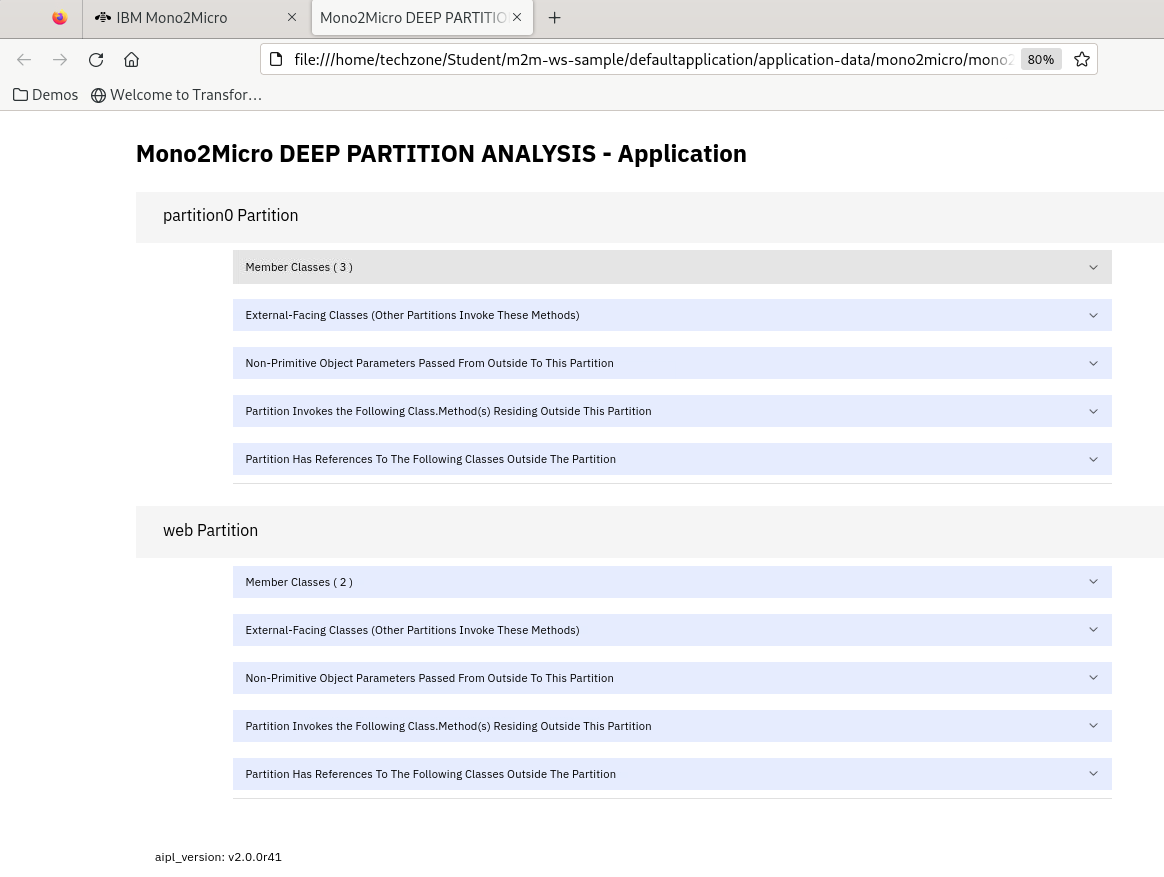 IBM Mono2Micro
Mono2Micro DEEP PARTITIO
file:///home/techzone/Student/m2m-ws-sample/defaultapplication/application-data/mono2micro/mono2
80%
Demos
Welcome to Transfor…
Mono2Micro DEEP PARTITION ANALYSIS - Application
partition0 Partition
Member Classes ( 3 )
External-Facing Classes (Other Partitions Invoke These Methods)
Non-Primitive Object Parameters Passed From Outside To This Partition
Partition Invokes the Following Class.Method(s) Residing Outside This Partition
Partition Has References To The Following Classes Outside The Partition
web Partition
Member Classes ( 2 )
External-Facing Classes (Other Partitions Invoke These Methods)
Non-Primitive Object Parameters Passed From Outside To This Partition
Partition Invokes the Following Class.Method(s) Residing Outside This Partition
Partition Has References To The Following Classes Outside The Partition
aipl_version: v2.0.0r41